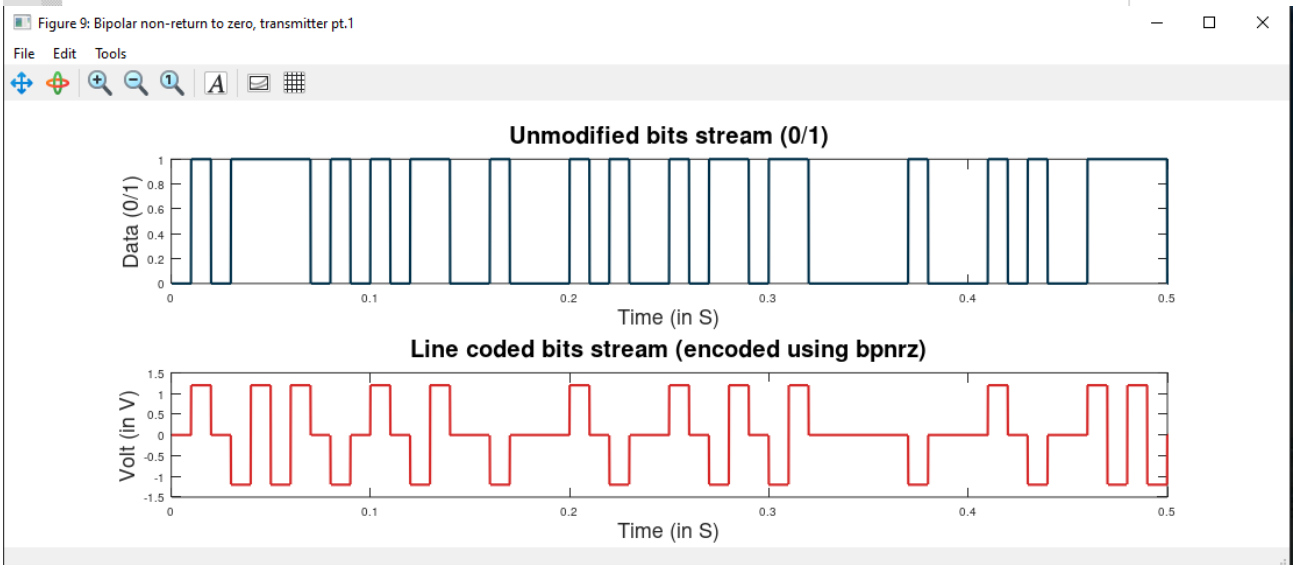 Figure 9: Bipolar non-return to zero, transmitter pt.1
File Edit Tools
A
Unmodified bits stream (0/1)
Data (0/1)
1
0.8
0.6
0.4
0.2
0
0 0.1 0.2 0.3 0.4 0.5
Time (in S)
Line coded bits stream (encoded using bpnrz)
Volt (in V)
1.5
1
0.5
0
-0.5
-1
-1.5
0 0.1 0.2 0.3 0.4 0.5
Time (in S)